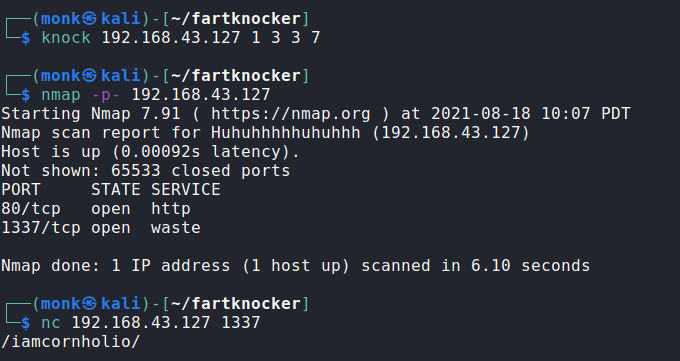 ┌──(monk㉿kali)-[~/fartknocker]
└─$ knock 192.168.43.127 1 3 3 7
┌──(monk㉿kali)-[~/fartknocker]
└─$ nmap -p- 192.168.43.127
Starting Nmap 7.91 ( https://nmap.org ) at 2021-08-18 10:07 PDT
Nmap scan report for Huhuhhhhhuhuhhh (192.168.43.127)
Host is up (0.00092s latency).
Not shown: 65533 closed ports
PORT     STATE SERVICE
80/tcp   open  http
1337/tcp open  waste
Nmap done: 1 IP address (1 host up) scanned in 6.10 seconds
┌──(monk㉿kali)-[~/fartknocker]
└─$ nc 192.168.43.127 1337
/iamcornholio/